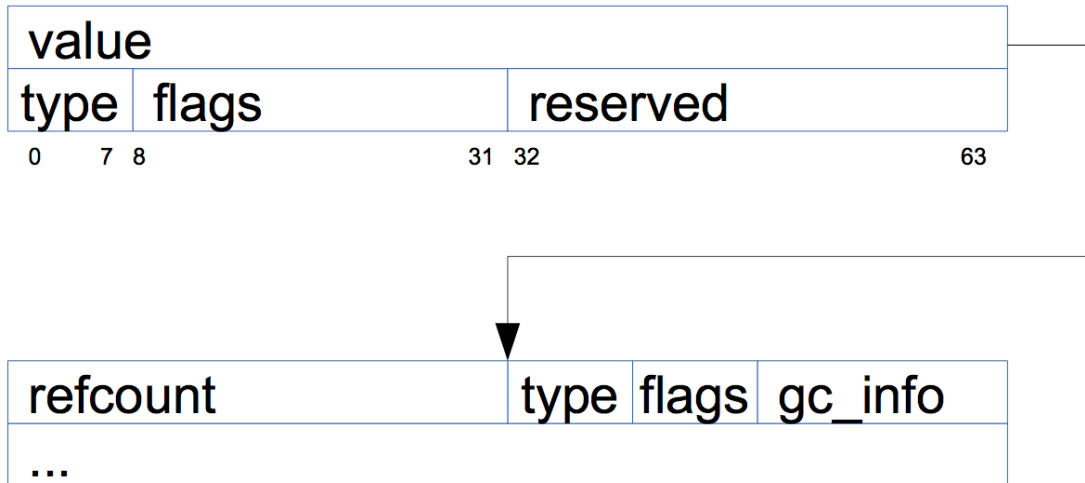 value
type flags reserved
0 7 8 31 32 63
refcount type flags gc_info
...